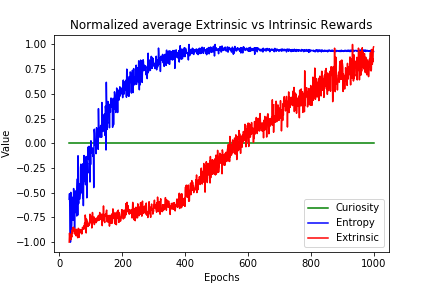 Normalized average Extrinsic vs Intrinsic Rewards
1.00
0.75
0.50
0.25
0.00
−0.25
−0.50
−0.75
−1.00
Value
0 200 400 600 800 1000
Epochs
Curiosity
Entropy
Extrinsic